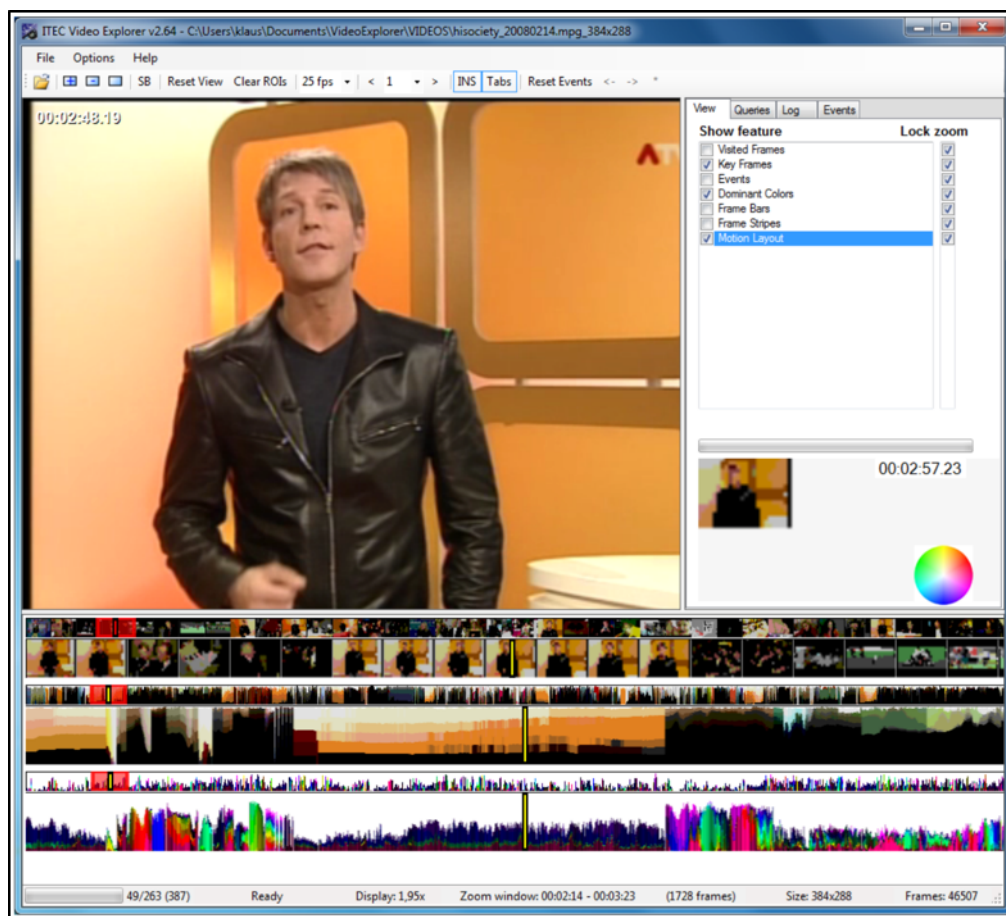 ITEC Video Explorer v2.64 - C:\Users\klaus\Documents\VideoExplorer\VIDEOS\hisociety_20080214.mpg_384x288
File Options Help
SB Reset View Clear ROIs 25 fps < 1 > INS Tabs Reset Events <- -> *
00:02:48.19
View Queries Log Events
Show feature Lock zoom
Visited Frames
Key Frames
Events
Dominant Colors
Frame Bars
Frame Stripes
Motion Layout
00:02:57.23
49/263 (387) Ready Display: 1,95x Zoom window: 00:02:14 - 00:03:23 (1728 frames) Size: 384x288 Frames: 46507